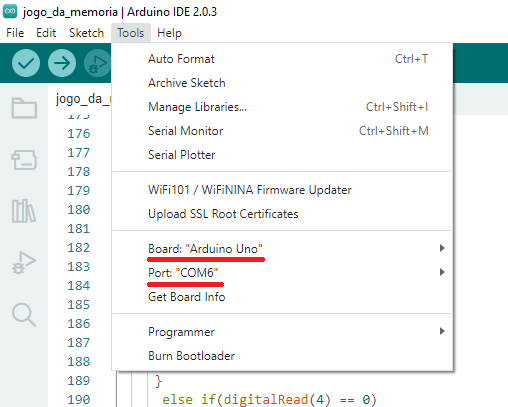 jogo_da_memoria | Arduino IDE 2.0.3
File Edit Sketch Tools Help
Auto Format Ctrl+T
jogo_da_
Archive Sketch
Manage Libraries... Ctrl+Shift+I
Serial Monitor Ctrl+Shift+M
Serial Plotter
WiFi101 / WiFiNINA Firmware Updater
Upload SSL Root Certificates
Board: "Arduino Uno"
Port: "COM6"
Get Board Info
Programmer
Burn Bootloader
175
176
177
178
179
180
181
182
183
184
185
186
187
188
189 }
190 else if(digitalRead(4) == 0)